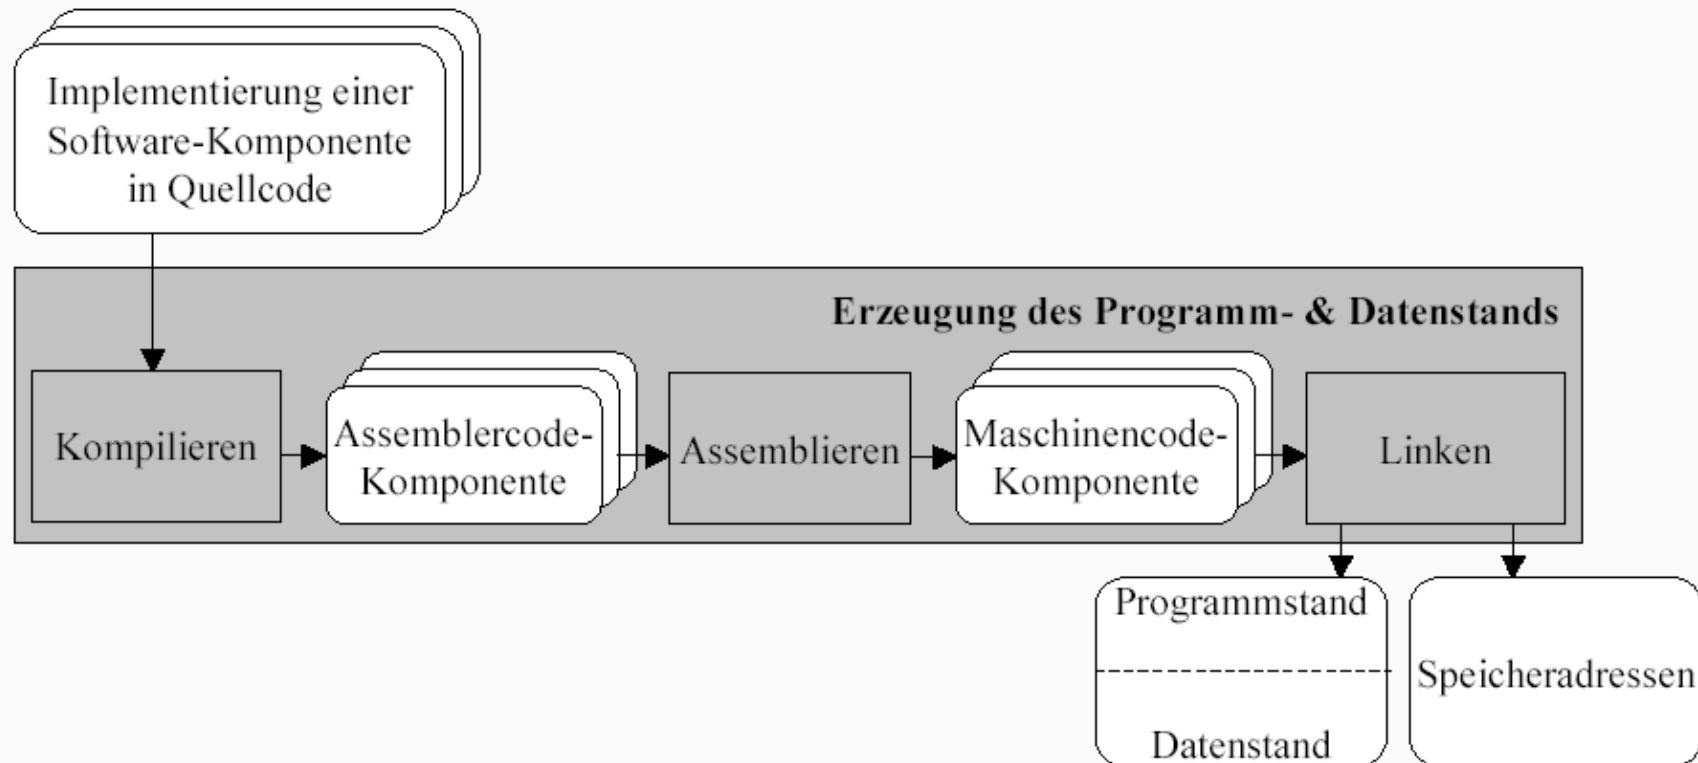 Implementierung einer
Software-Komponente
in Quellcode
Erzeugung des Programm- & Datenstands
Kompilieren
Assemblercode-
Komponente
Assemblieren
Maschinencode-
Komponente
Linken
Programmstand
Datenstand
Speicheradressen